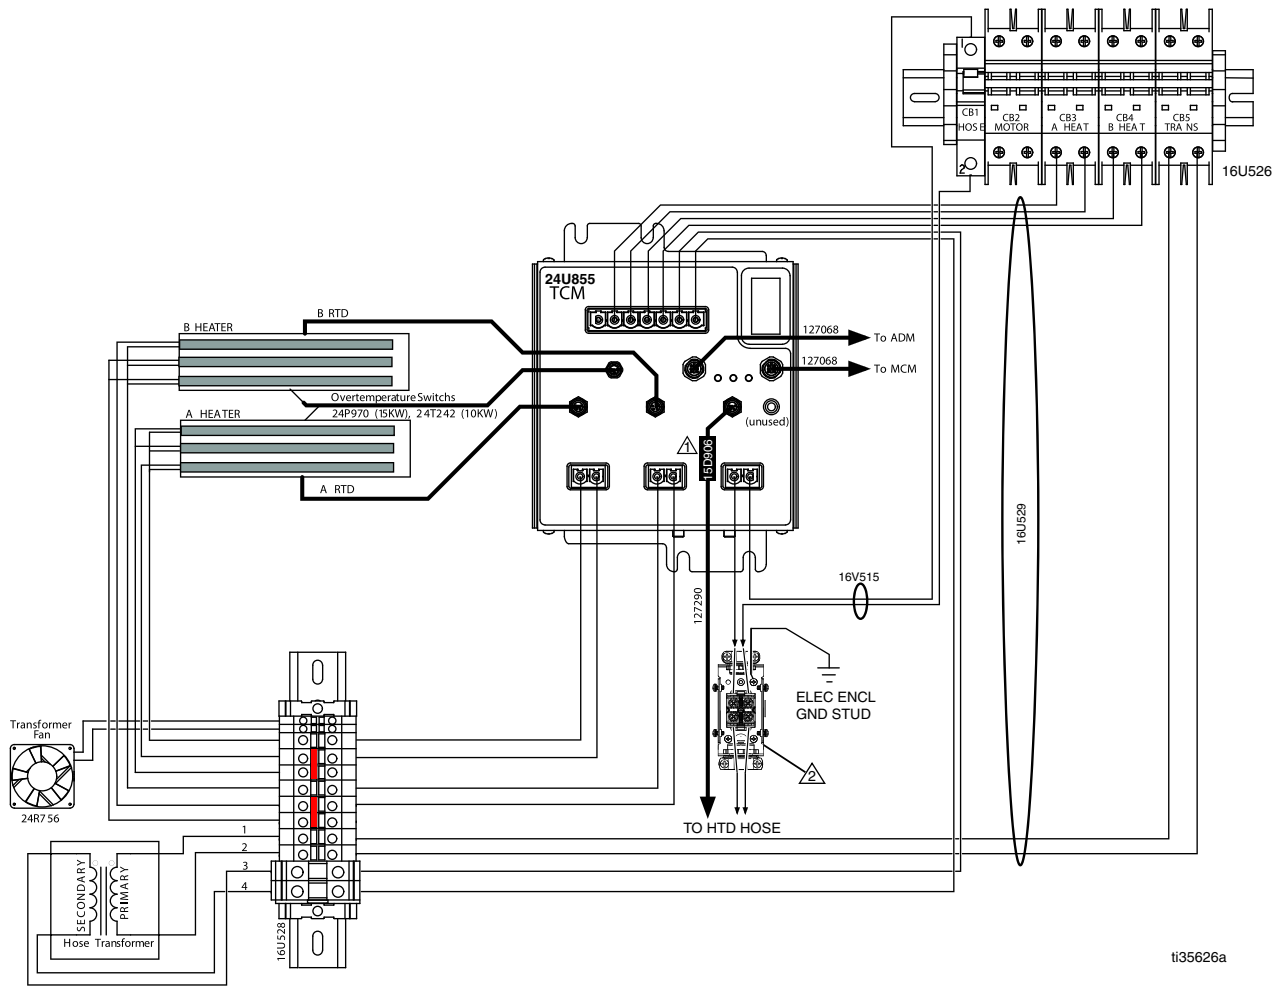 1
CB1
HOSE
2
CB2
MOTOR
CB3
A HEAT
CB4
B HEAT
CB5
TRANS
16U526
24U855
TCM
B RTD
B HEATER
127068
To ADM
127068
To MCM
Overtemperature Switchs
24P970 (15KW), 24T242 (10KW)
A HEATER
(unused)
1
15D906
A RTD
16U529
16V515
127290
ELEC ENCL
GND STUD
Transformer
Fan
2
24R756
TO HTD HOSE
1
2
3
4
SECONDARY
PRIMARY
Hose Transformer
16U528
ti35626a